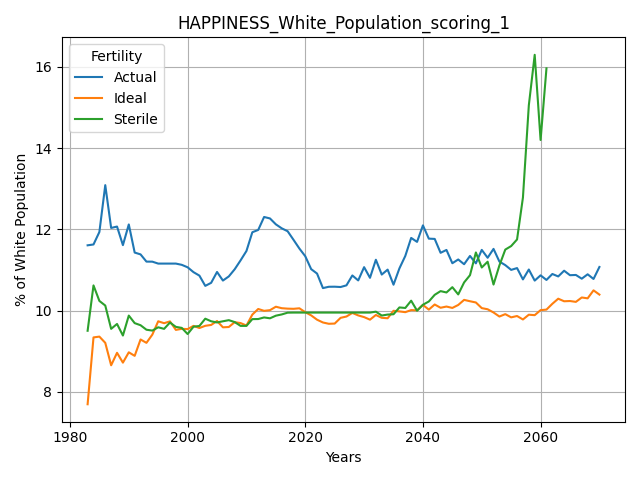 HAPPINESS_White_Population_scoring_1
Fertility
Actual
Ideal
Sterile
% of White Population
16
14
12
10
8
1980
2000
2020
2040
2060
Years